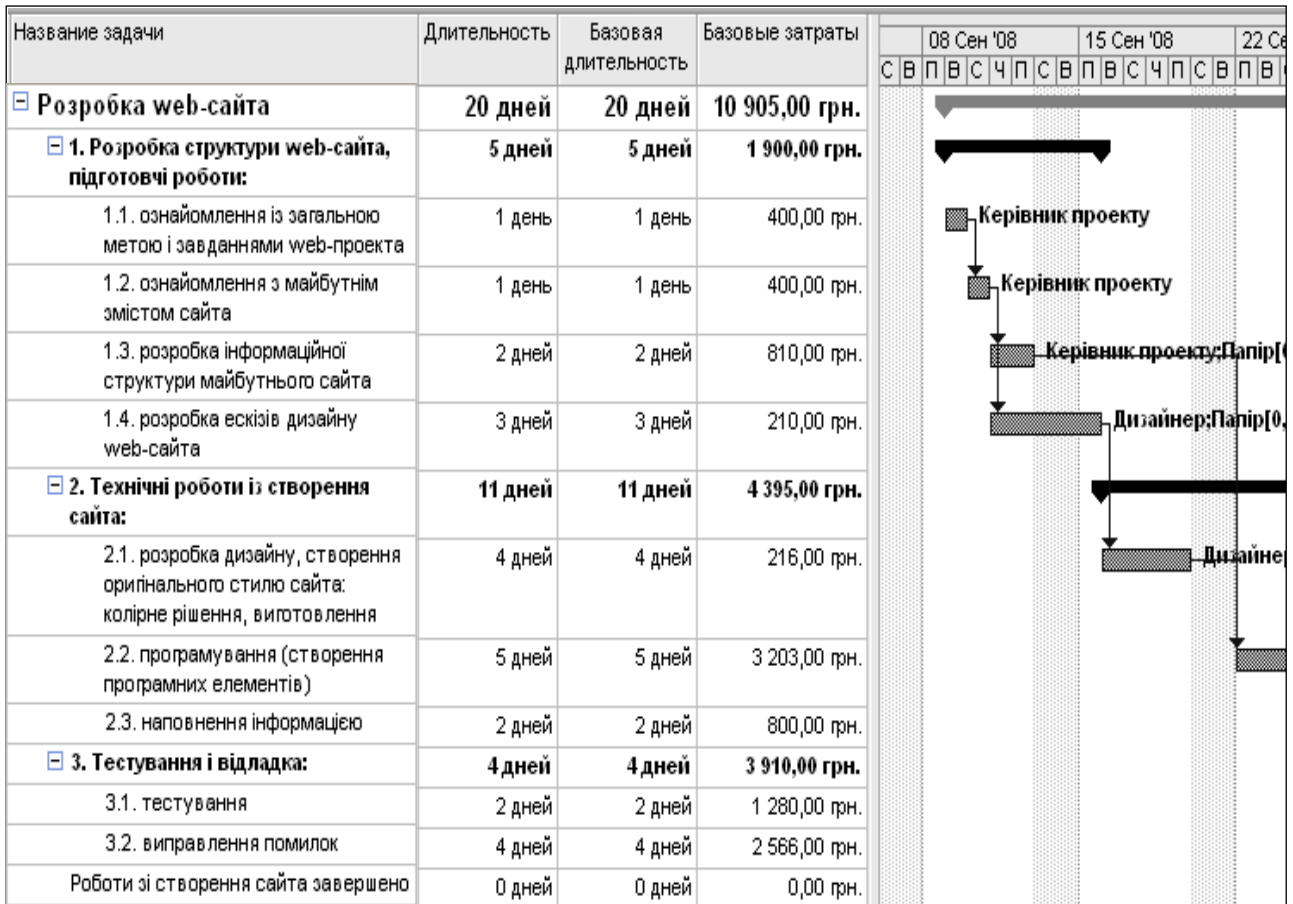 Название задачи Длительность Базовая длительность Базовые затраты 08 Сен '08 15 Сен '08 22 Се
С В П В С Ч П С В П В С Ч П С В П В
Розробка web-сайта 20 дней 20 дней 10 905,00 грн.
1. Розробка структури web-сайта, 5 дней 5 дней 1 900,00 грн.
підготовчі роботи:
1.1. ознайомлення із загальною 1 день 1 день 400,00 грн. Керівник проекту
метою і завданнями web-проекта
1.2. ознайомлення з майбутнім 1 день 1 день 400,00 грн. Керівник проекту
змістом сайта
1.3. розробка інформаційної 2 дней 2 дней 810,00 грн. Керівник проекту;Папір[
структури майбутнього сайта
1.4. розробка ескізів дизайну 3 дней 3 дней 210,00 грн. Дизайнер;Папір[0,
web-сайта
2. Технічні роботи із створення 11 дней 11 дней 4 395,00 грн.
сайта:
2.1. розробка дизайну, створення 4 дней 4 дней 216,00 грн. Дизайне
оригінального стилю сайта:
колірне рішення, виготовлення
2.2. програмування (створення 5 дней 5 дней 3 203,00 грн.
програмних елементів)
2.3. наповнення інформацією 2 дней 2 дней 800,00 грн.
3. Тестування і відладка: 4 дней 4 дней 3 910,00 грн.
3.1. тестування 2 дней 2 дней 1 280,00 грн.
3.2. виправлення помилок 4 дней 4 дней 2 566,00 грн.
Роботи зі створення сайта завершено 0 дней 0 дней 0,00 грн.